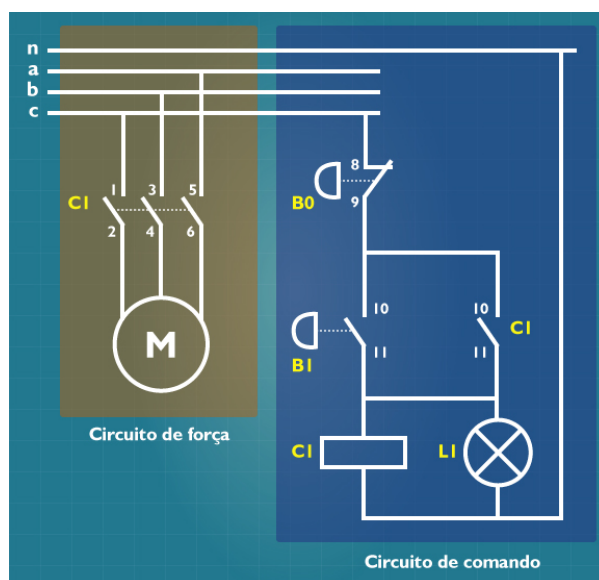 n
a
b
c
C1
1 3 5
2 4 6
M
Circuito de força
8
B0
9
10
B1
11
10
C1
11
C1
L1
Circuito de comando